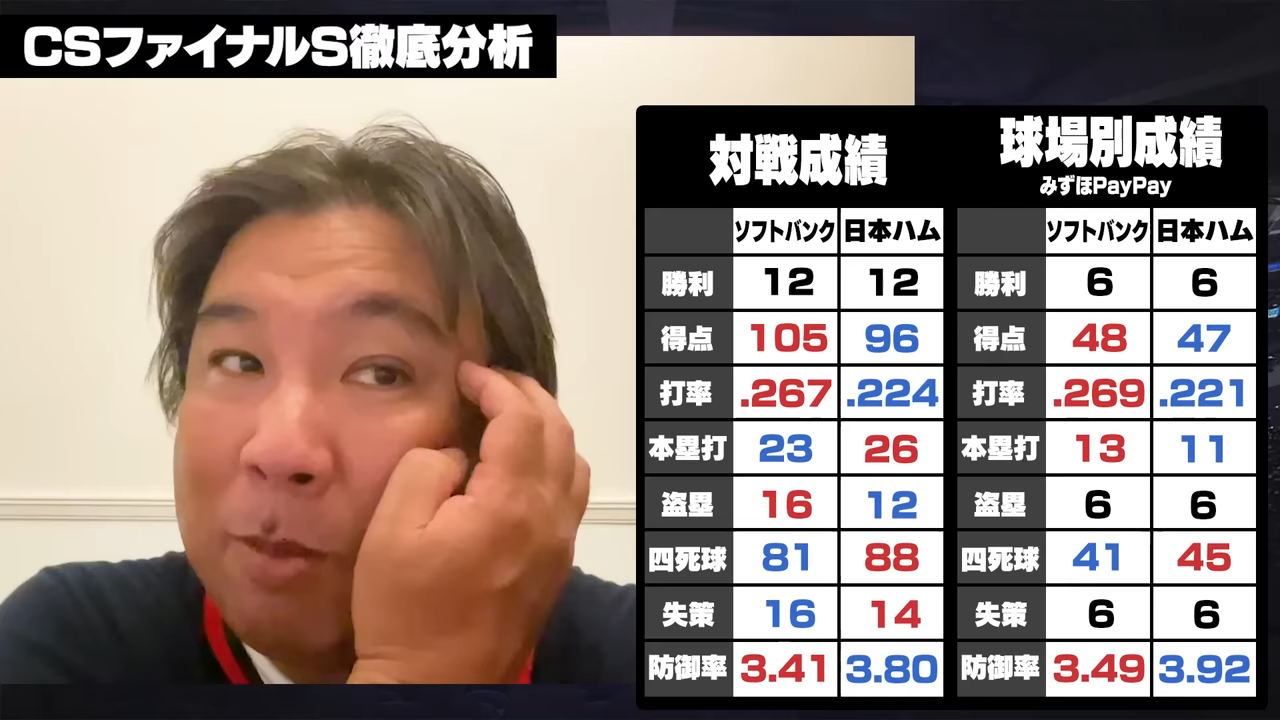 CSファイナルS徹底分析
対戦成績
ソフトバンク 日本ハム
勝利 12 12
得点 105 96
打率 .267 .224
本塁打 23 26
盗塁 16 12
四死球 81 88
失策 16 14
防御率 3.41 3.80
球場別成績
みずほPayPay
ソフトバンク 日本ハム
勝利 6 6
得点 48 47
打率 .269 .221
本塁打 13 11
盗塁 6 6
四死球 41 45
失策 6 6
防御率 3.49 3.92